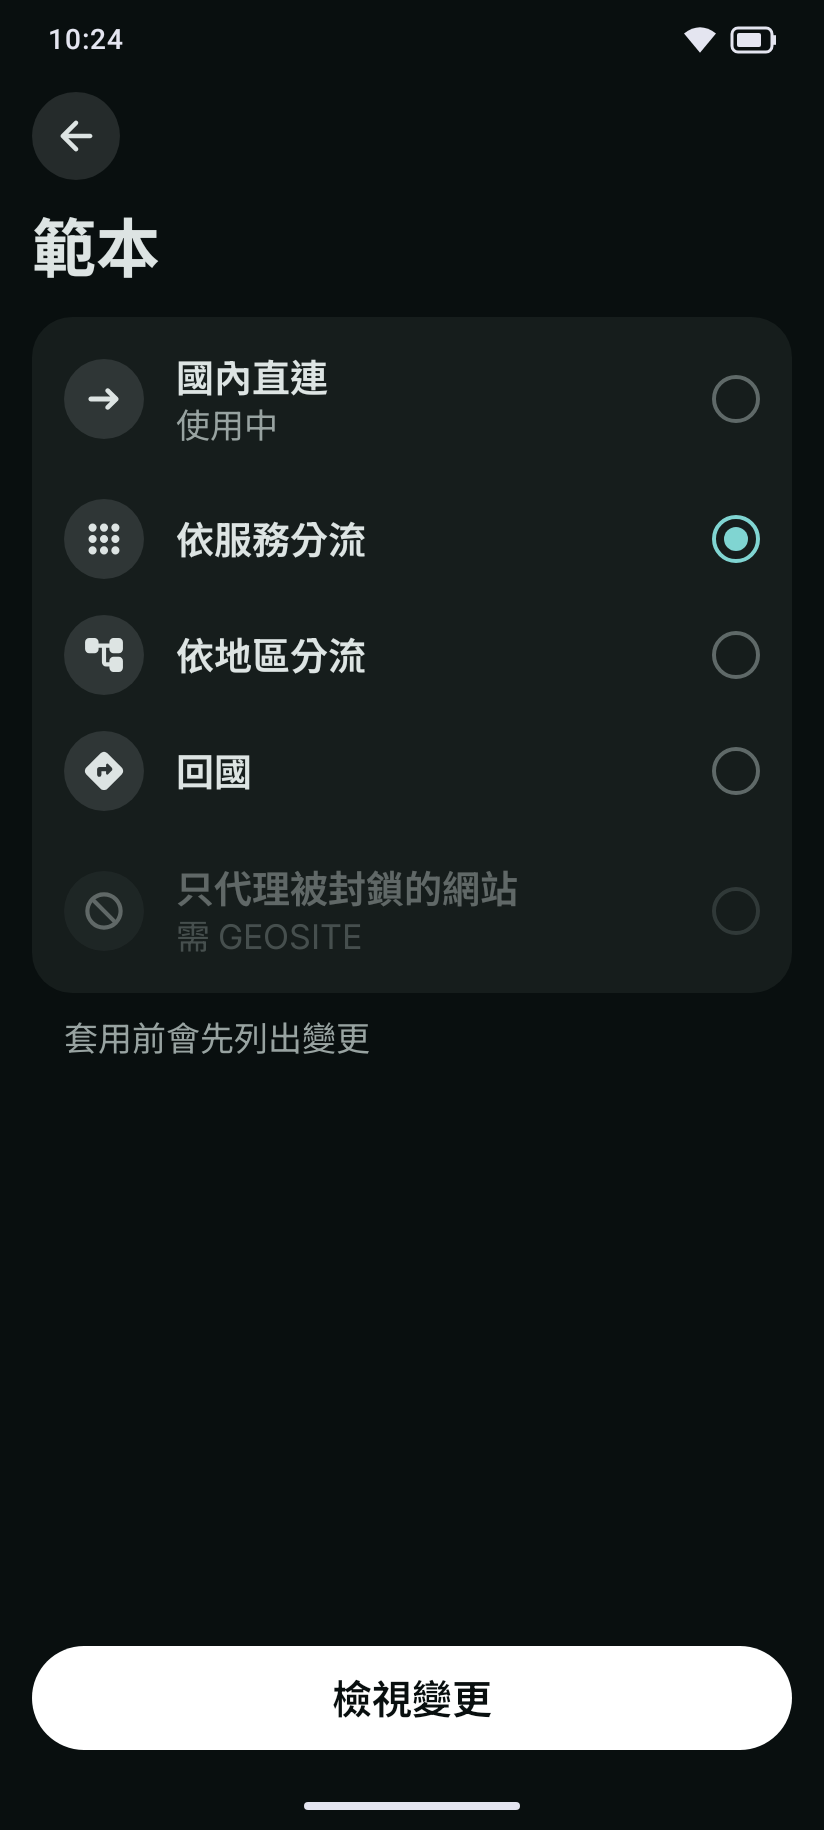 10:24
範本
國內直連
使用中
依服務分流
依地區分流
回國
只代理被封鎖的網站
需 GEOSITE
套用前會先列出變更
檢視變更